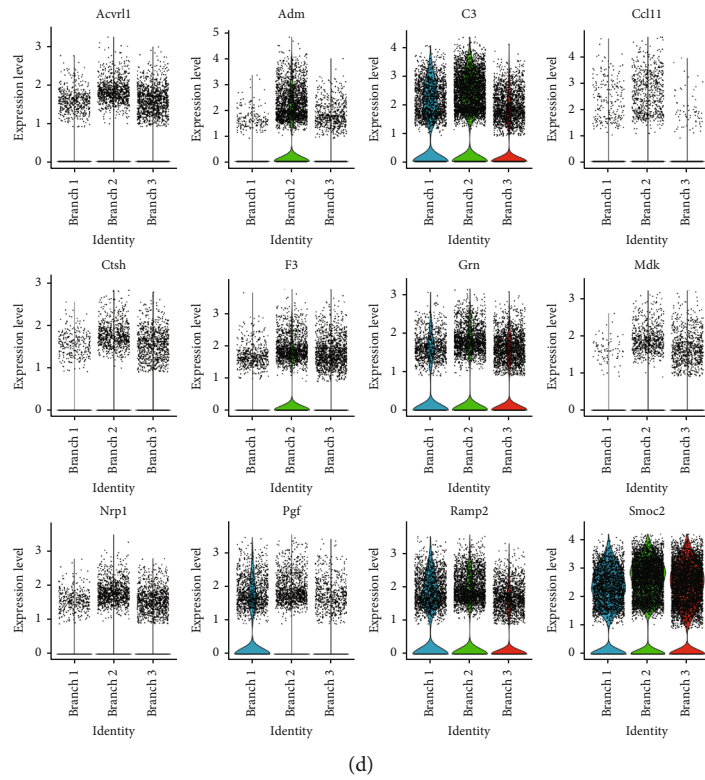 Acvrl1 Adm C3 Ccl11
Expression level Expression level Expression level Expression level
3 5 4 4
2 4 3 3
1 3 2 2
0 2 1 1
1 0 0
0
Branch 1 Branch 2 Branch 3 Branch 1 Branch 2 Branch 3 Branch 1 Branch 2 Branch 3 Branch 1 Branch 2 Branch 3
Identity Identity Identity Identity
Ctsh F3 Grn Mdk
Expression level Expression level Expression level Expression level
3 3 3 3
2 2 2 2
1 1 1 1
0 0 0 0
Branch 1 Branch 2 Branch 3 Branch 1 Branch 2 Branch 3 Branch 1 Branch 2 Branch 3 Branch 1 Branch 2 Branch 3
Identity Identity Identity Identity
Nrp1 Pgf Ramp2 Smoc2
Expression level Expression level Expression level Expression level
3 3 3 4
2 2 2 3
1 1 1 2
0 0 0 1
0
Branch 1 Branch 2 Branch 3 Branch 1 Branch 2 Branch 3 Branch 1 Branch 2 Branch 3 Branch 1 Branch 2 Branch 3
Identity Identity Identity Identity
(d)